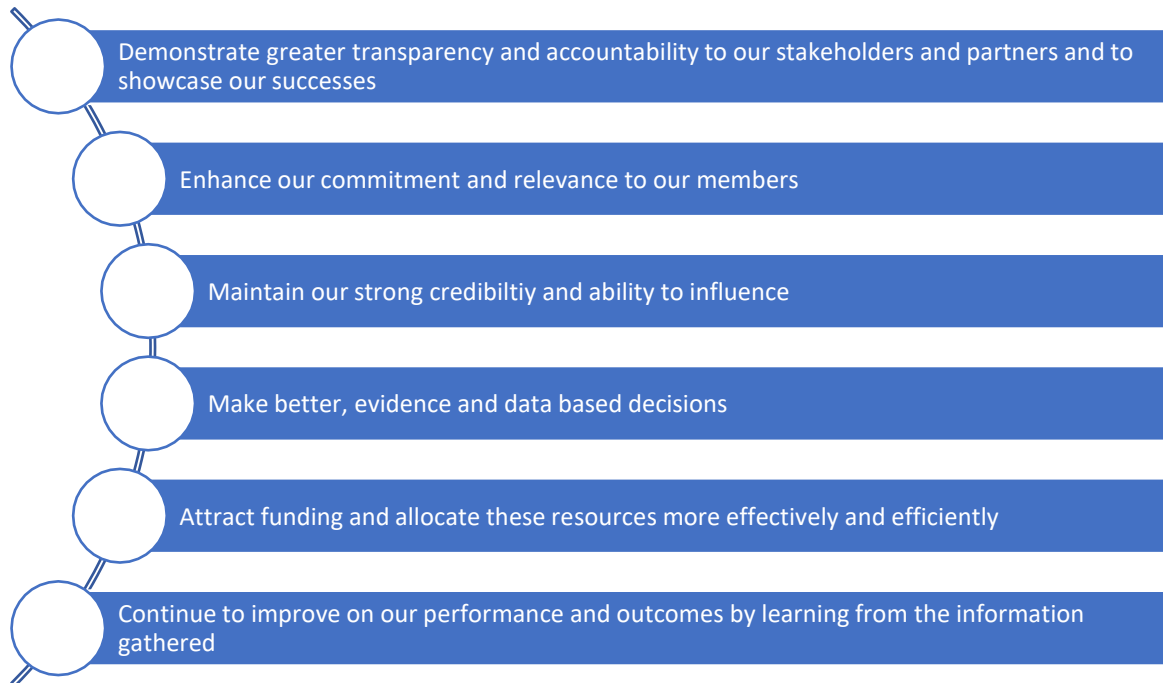 Demonstrate greater transparency and accountability to our stakeholders and partners and to
showcase our successes
Enhance our commitment and relevance to our members
Maintain our strong credibiltiy and ability to influence
Make better, evidence and data based decisions
Attract funding and allocate these resources more effectively and efficiently
Continue to improve on our performance and outcomes by learning from the information
gathered